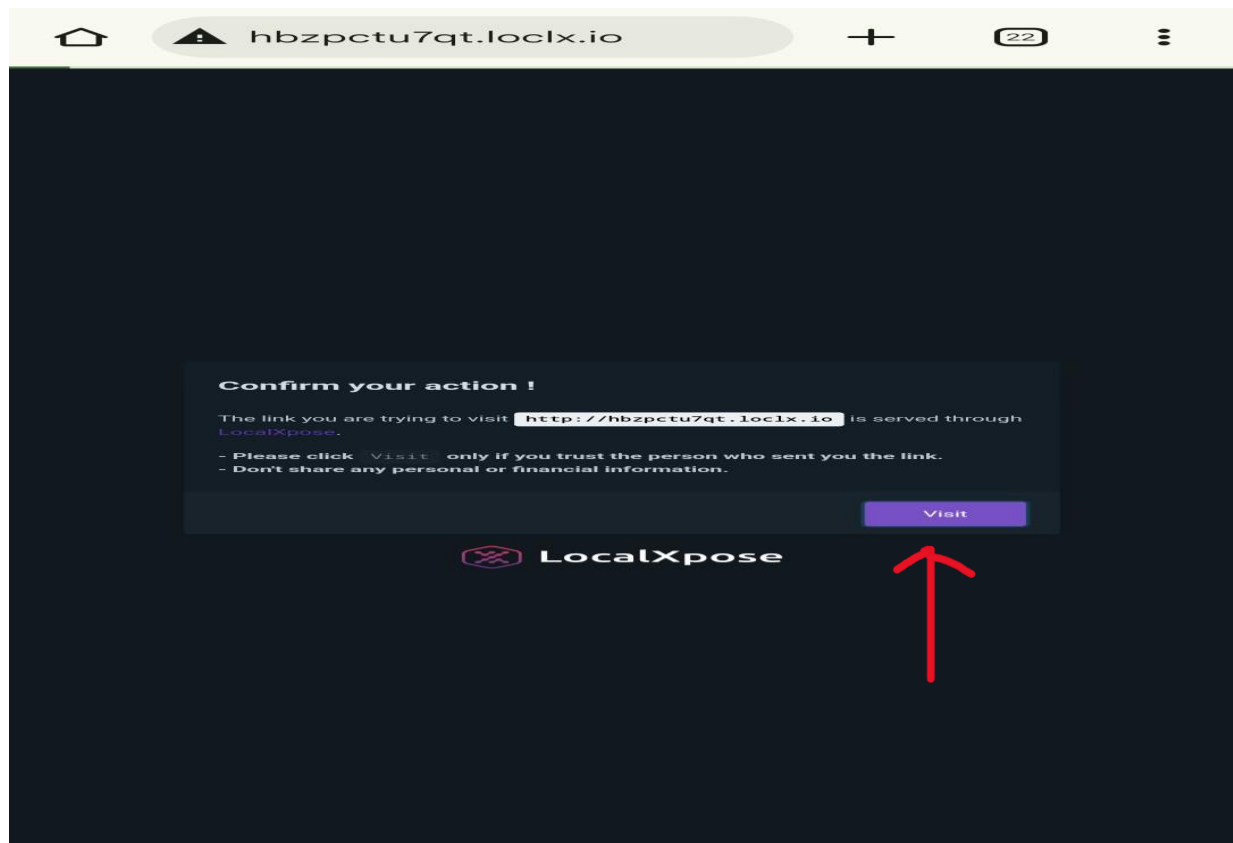 hbzpctu7qt.loclx.io
22
Confirm your action !
The link you are trying to visit http://hbzpctu7qt.loclx.io is served through
LocalXpose.
- Please click Visit only if you trust the person who sent you the link.
- Don't share any personal or financial information.
Visit
LocalXpose